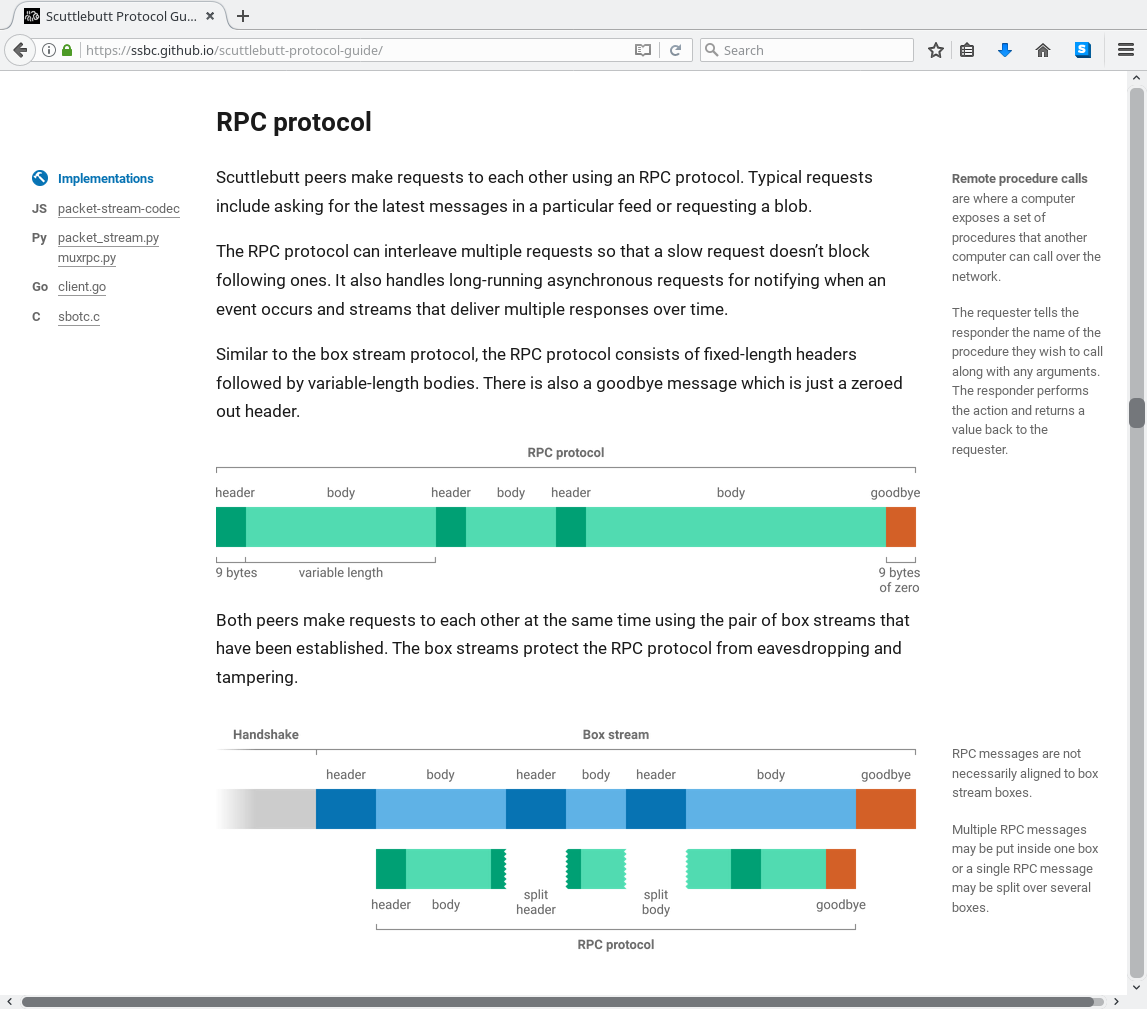 Scuttlebutt Protocol Gu...
https://ssbc.github.io/scuttlebutt-protocol-guide/
Search
RPC protocol
Implementations
JS packet-stream-codec
Py packet_stream.py
muxrpc.py
Go client.go
C sbotc.c
Scuttlebutt peers make requests to each other using an RPC protocol. Typical requests
include asking for the latest messages in a particular feed or requesting a blob.
The RPC protocol can interleave multiple requests so that a slow request doesn’t block
following ones. It also handles long-running asynchronous requests for notifying when an
event occurs and streams that deliver multiple responses over time.
Similar to the box stream protocol, the RPC protocol consists of fixed-length headers
followed by variable-length bodies. There is also a goodbye message which is just a zeroed
out header.
Remote procedure calls
are where a computer
exposes a set of
procedures that another
computer can call over the
network.
The requester tells the
responder the name of the
procedure they wish to call
along with any arguments.
The responder performs
the action and returns a
value back to the
requester.
RPC protocol
header body header body header body goodbye
9 bytes variable length 9 bytes
of zero
Both peers make requests to each other at the same time using the pair of box streams that
have been established. The box streams protect the RPC protocol from eavesdropping and
tampering.
Handshake Box stream
header body header body header body goodbye
header body split
header split
body goodbye
RPC protocol
RPC messages are not
necessarily aligned to box
stream boxes.
Multiple RPC messages
may be put inside one box
or a single RPC message
may be split over several
boxes.